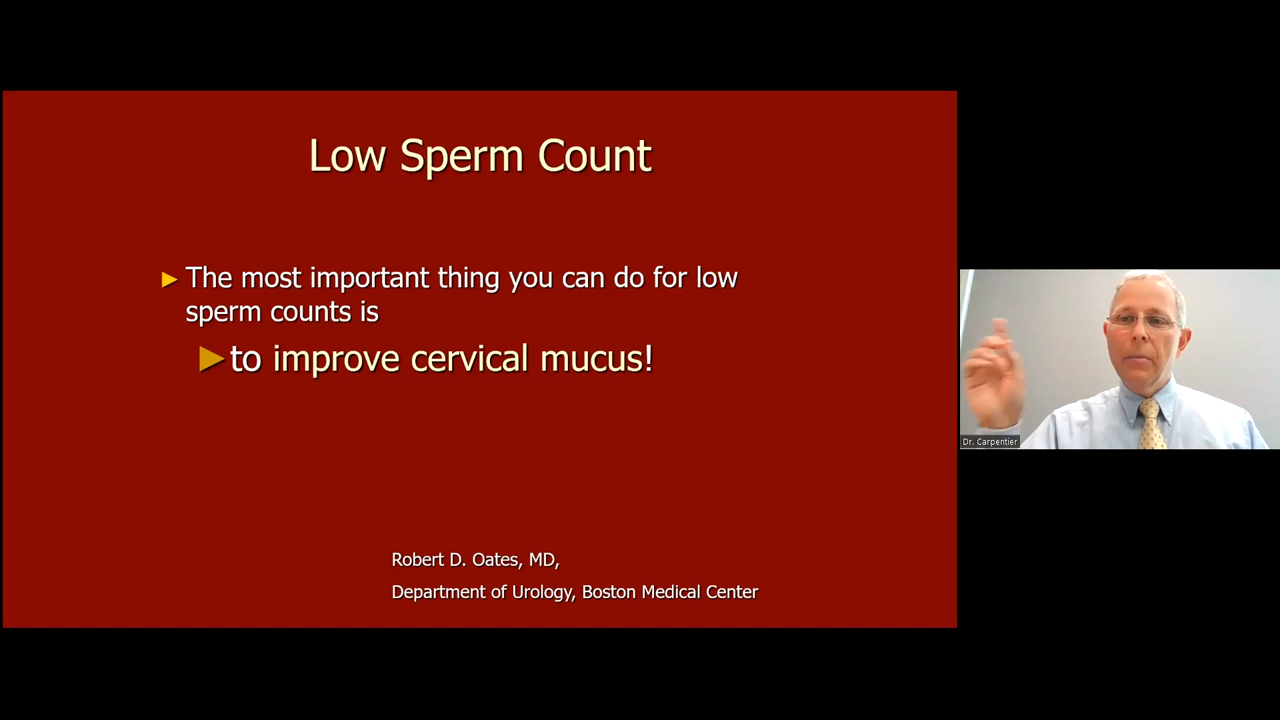 Low Sperm Count
► The most important thing you can do for low
sperm counts is
►to improve cervical mucus!
Robert D. Oates, MD,
Department of Urology, Boston Medical Center
Dr. Carpentier